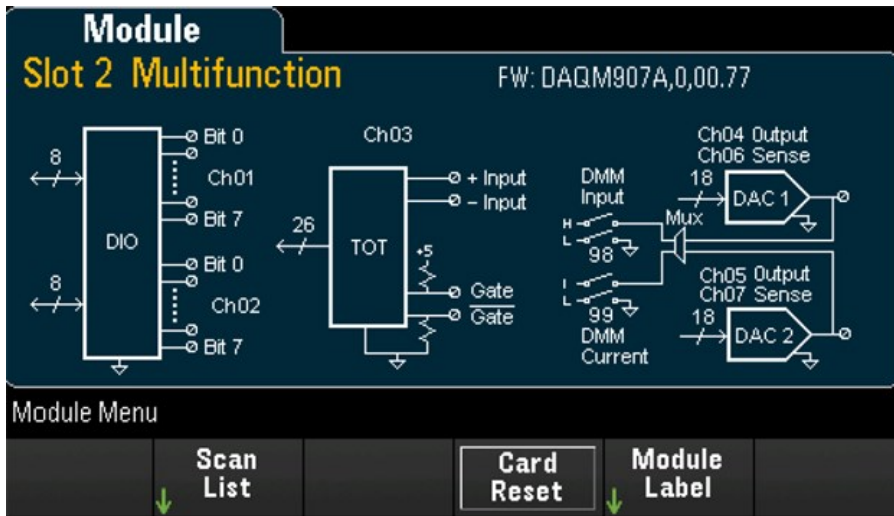 Module
Slot 2 Multifunction
FW: DAQM907A,0,00.77
8
DIO
Bit 0
Ch01
Bit 7
8
Bit 0
Ch02
Bit 7
Ch03
26
TOT
+ Input
– Input
+5
Gate
Gate
DMM
Input
H
L
98
I
L
99
DMM
Current
Mux
Ch04 Output
Ch06 Sense
18
DAC 1
Ch05 Output
Ch07 Sense
18
DAC 2
Module Menu
Scan
List
Card
Reset
Module
Label